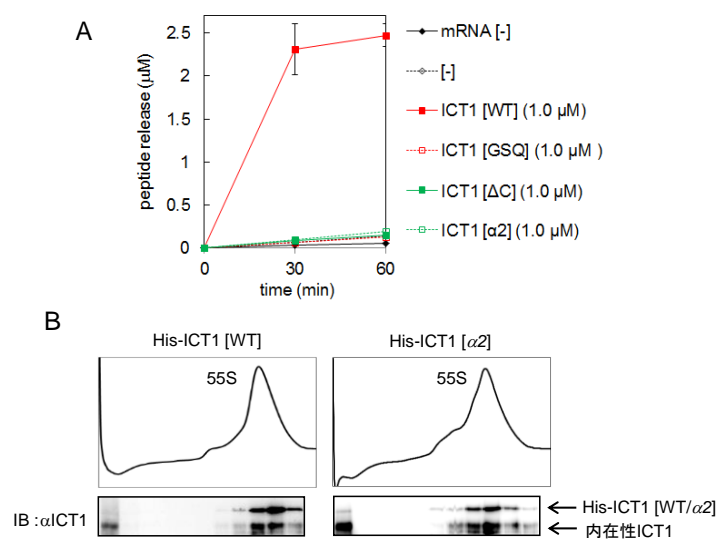 A
peptide release (μM)
2.5
2
1.5
1
0.5
0
0
30
60
time (min)
mRNA [-]
[-]
ICT1 [WT] (1.0 μM)
ICT1 [GSQ] (1.0 μM )
ICT1 [ΔC] (1.0 μM)
ICT1 [α2] (1.0 μM)
B
His-ICT1 [WT]
His-ICT1 [α2]
55S
55S
IB :αICT1
His-ICT1 [WT/α2]
内在性ICT1